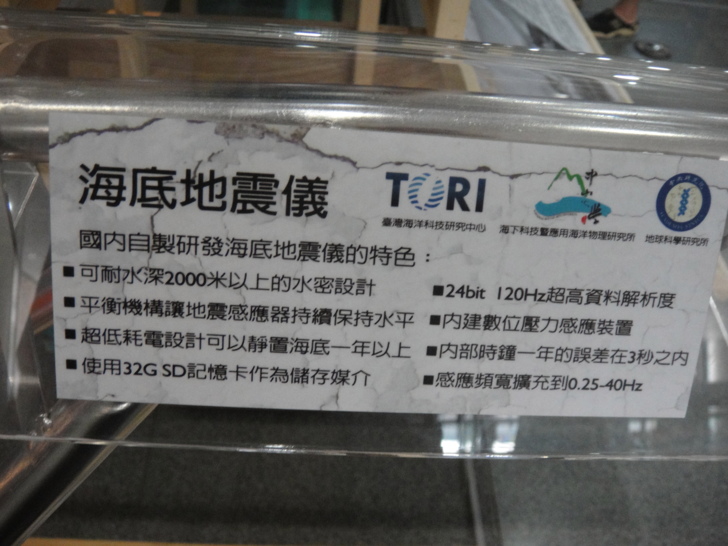 海底地震儀
TORI
臺灣海洋科技研究中心
中山
海下科技暨應用海洋物理研究所
地球科學研究所
國內自製研發海底地震儀的特色：
■可耐水深2000米以上的水密設計
■平衡機構讓地震感應器持續保持水平
■超低耗電設計可以靜置海底一年以上
■使用32G SD記憶卡作為儲存媒介
■24bit 120Hz超高資料解析度
■內建數位壓力感應裝置
■內部時鐘一年的誤差在3秒之內
■感應頻寬擴充到0.25-40Hz